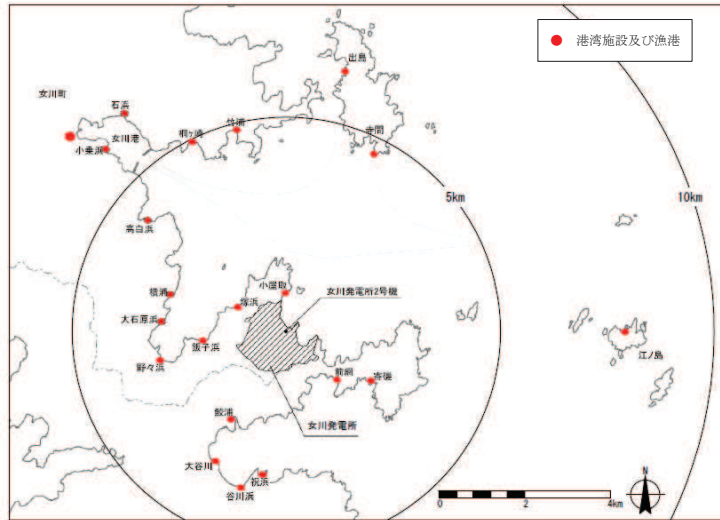 港湾施設及び漁港
出島
女川町
石浜
竹浦
桐ヶ崎
寺間
女川港
小乗浜
5km
10km
高白浜
小屋取
女川発電所2号機
横浦
塚浜
大石原浜
飯子浜
江ノ島
野々浜
前網
寄磯
鮫浦
女川発電所
大谷川
祝浜
谷川浜
N
0
2
4km